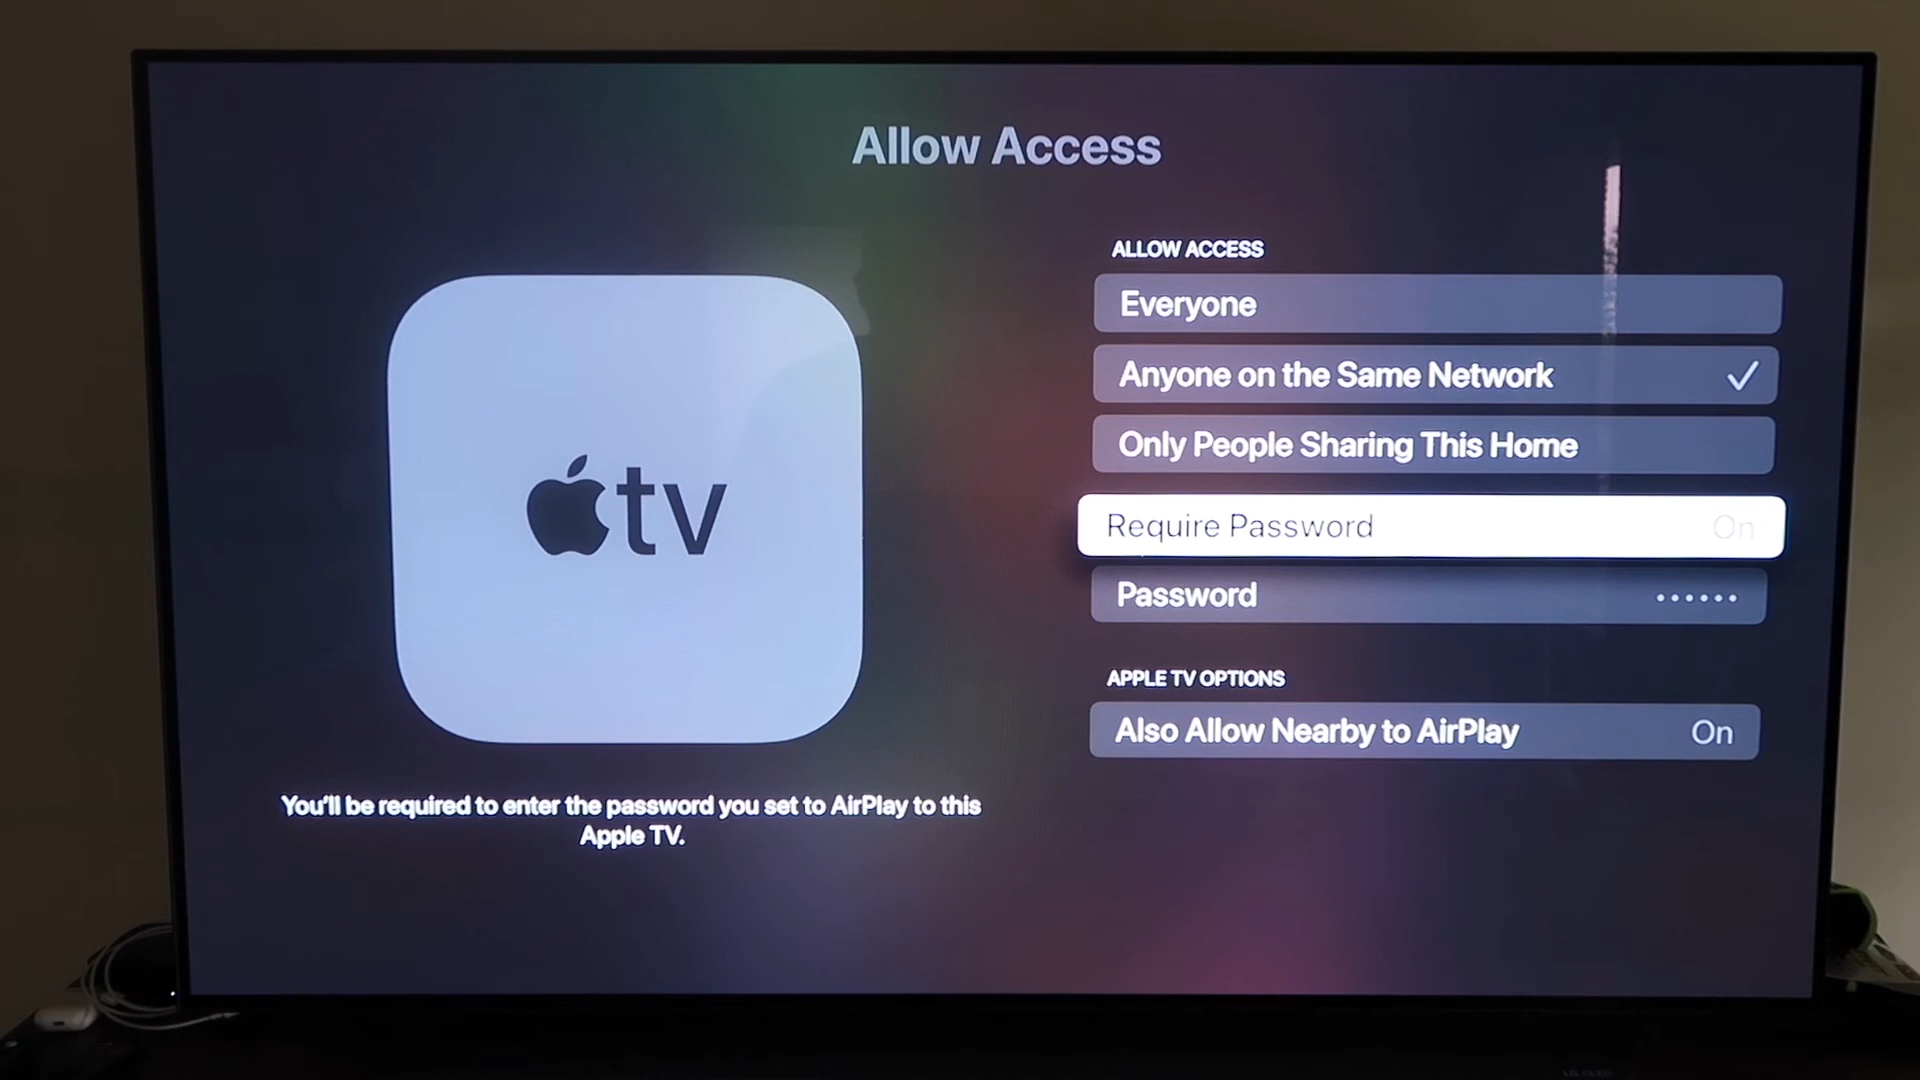 Allow Access
ALLOW ACCESS
Everyone
Anyone on the Same Network
Only People Sharing This Home
Require Password On
Password ••••••
APPLE TV OPTIONS
Also Allow Nearby to AirPlay On
tv
You'll be required to enter the password you set to AirPlay to this
Apple TV.